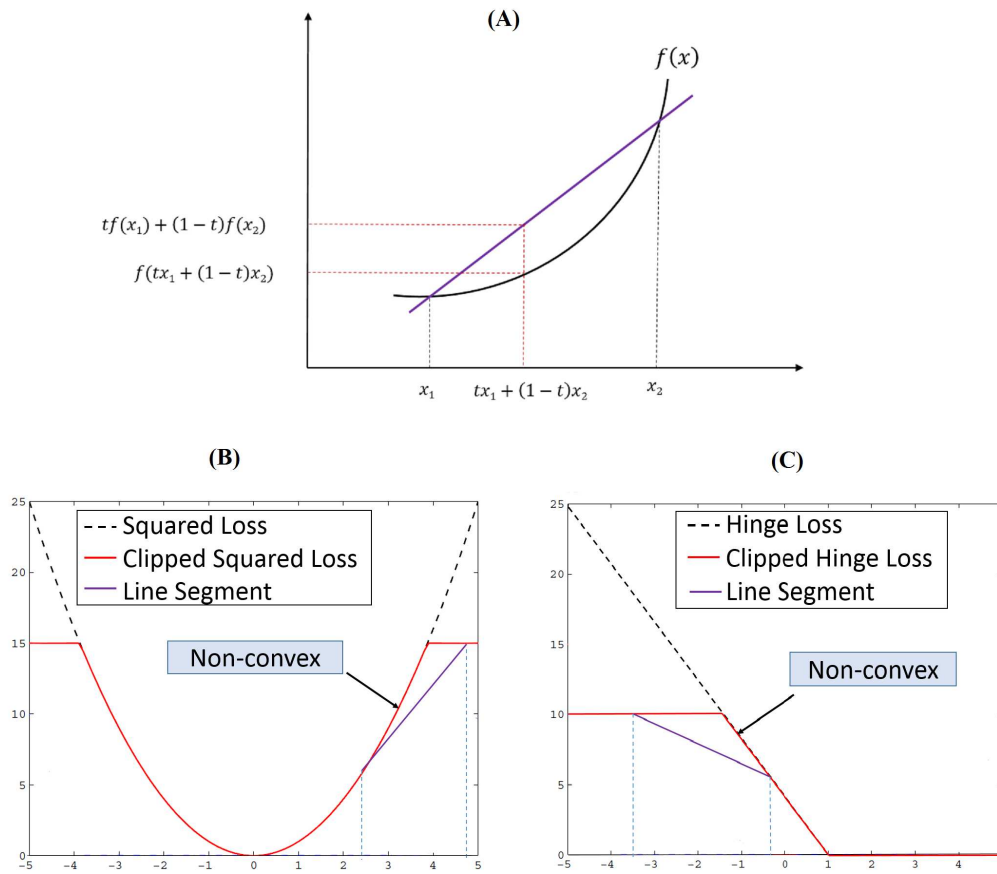 (A)
f(x)
tf(x₁) + (1 − t)f(x₂)
f(tx₁ + (1 − t)x₂)
x₁ tx₁ + (1 − t)x₂ x₂
(B)
25
20
15
10
5
0
-5 -4 -3 -2 -1 0 1 2 3 4 5
Squared Loss
Clipped Squared Loss
Line Segment
Non-convex
(C)
25
20
15
10
5
0
-5 -4 -3 -2 -1 0 1 2 3 4
Hinge Loss
Clipped Hinge Loss
Line Segment
Non-convex